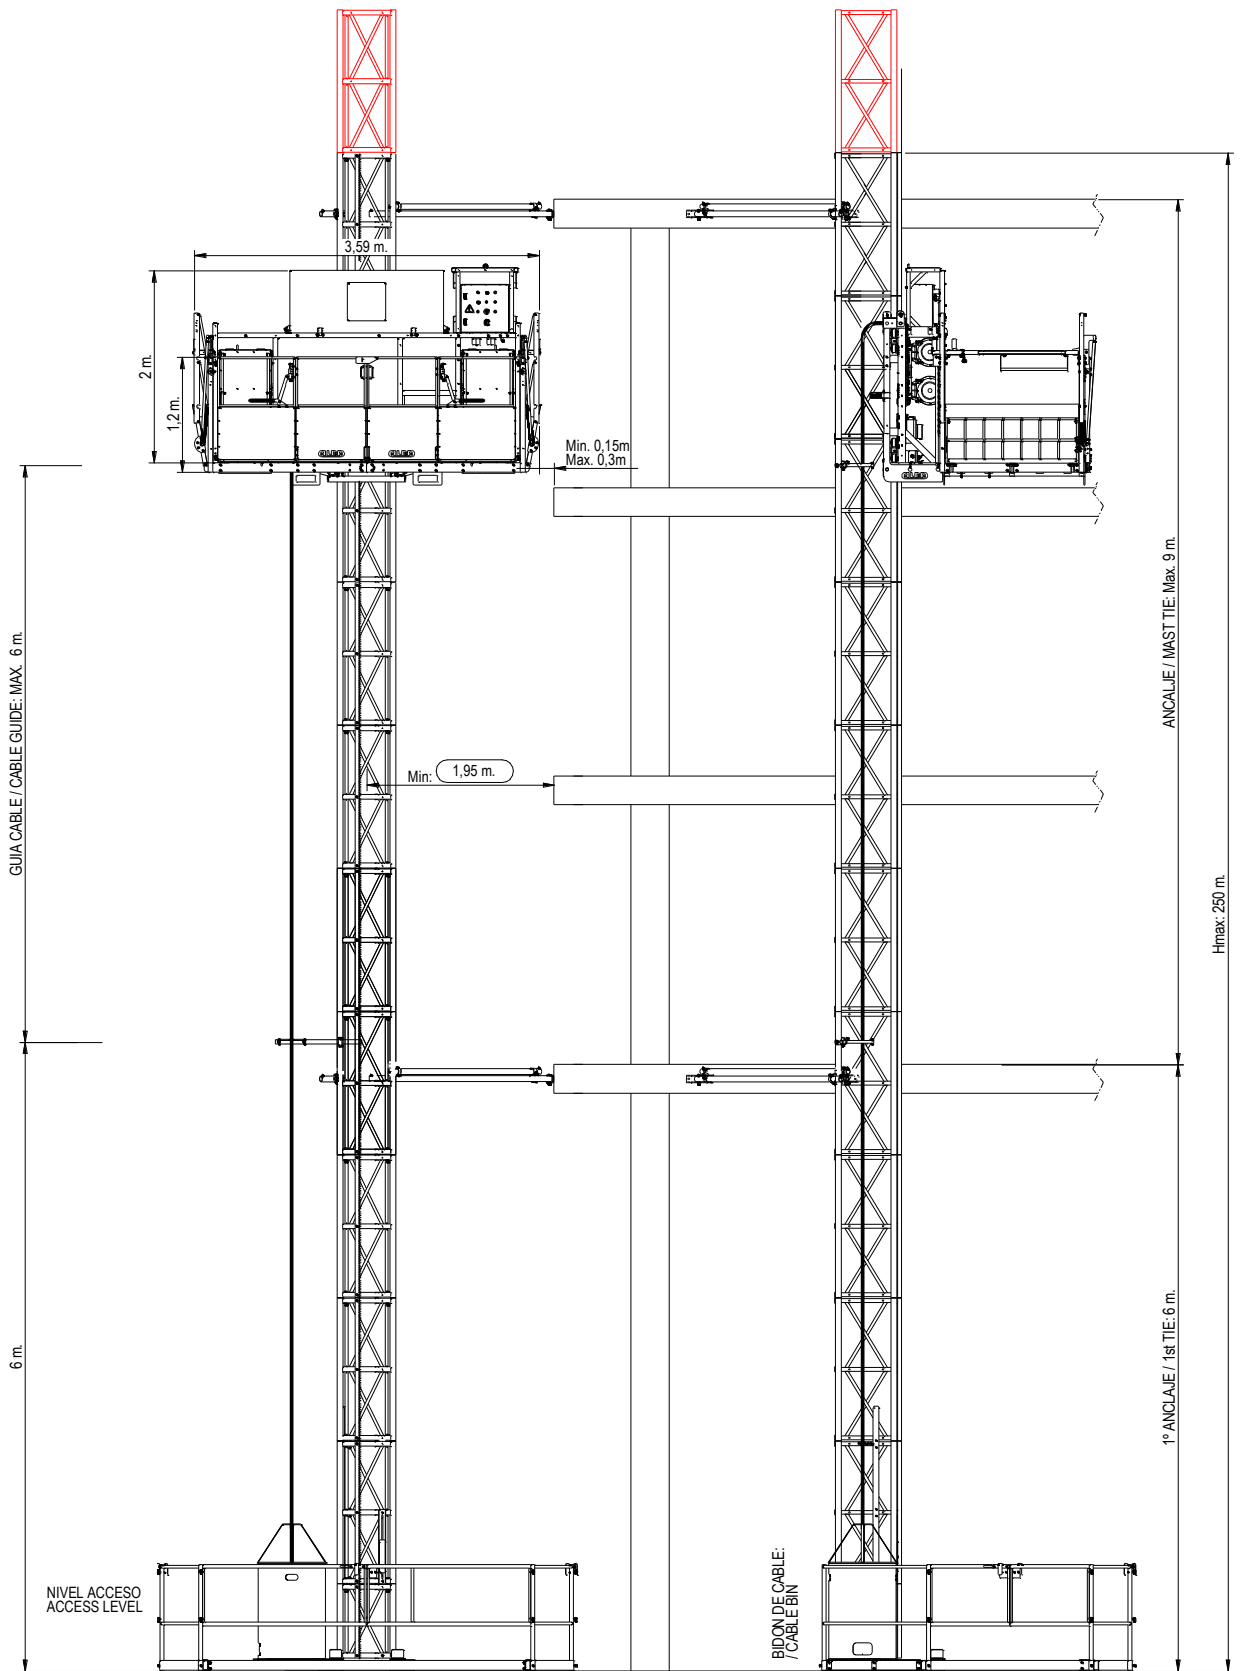 3,59 m.
2 m.
1,2 m.
Min. 0,15m
Max. 0,3m
GUIA CABLE / CABLE GUIDE: MAX. 6 m.
Min:
1,95 m.
ANCALJE / MAST TIE: Max. 9 m.
Hmax: 250 m.
6 m.
1º ANCLAJE / 1st TIE: 6 m.
NIVEL ACCESO
ACCESS LEVEL
BIDON DE CABLE:
/ CABLE BIN